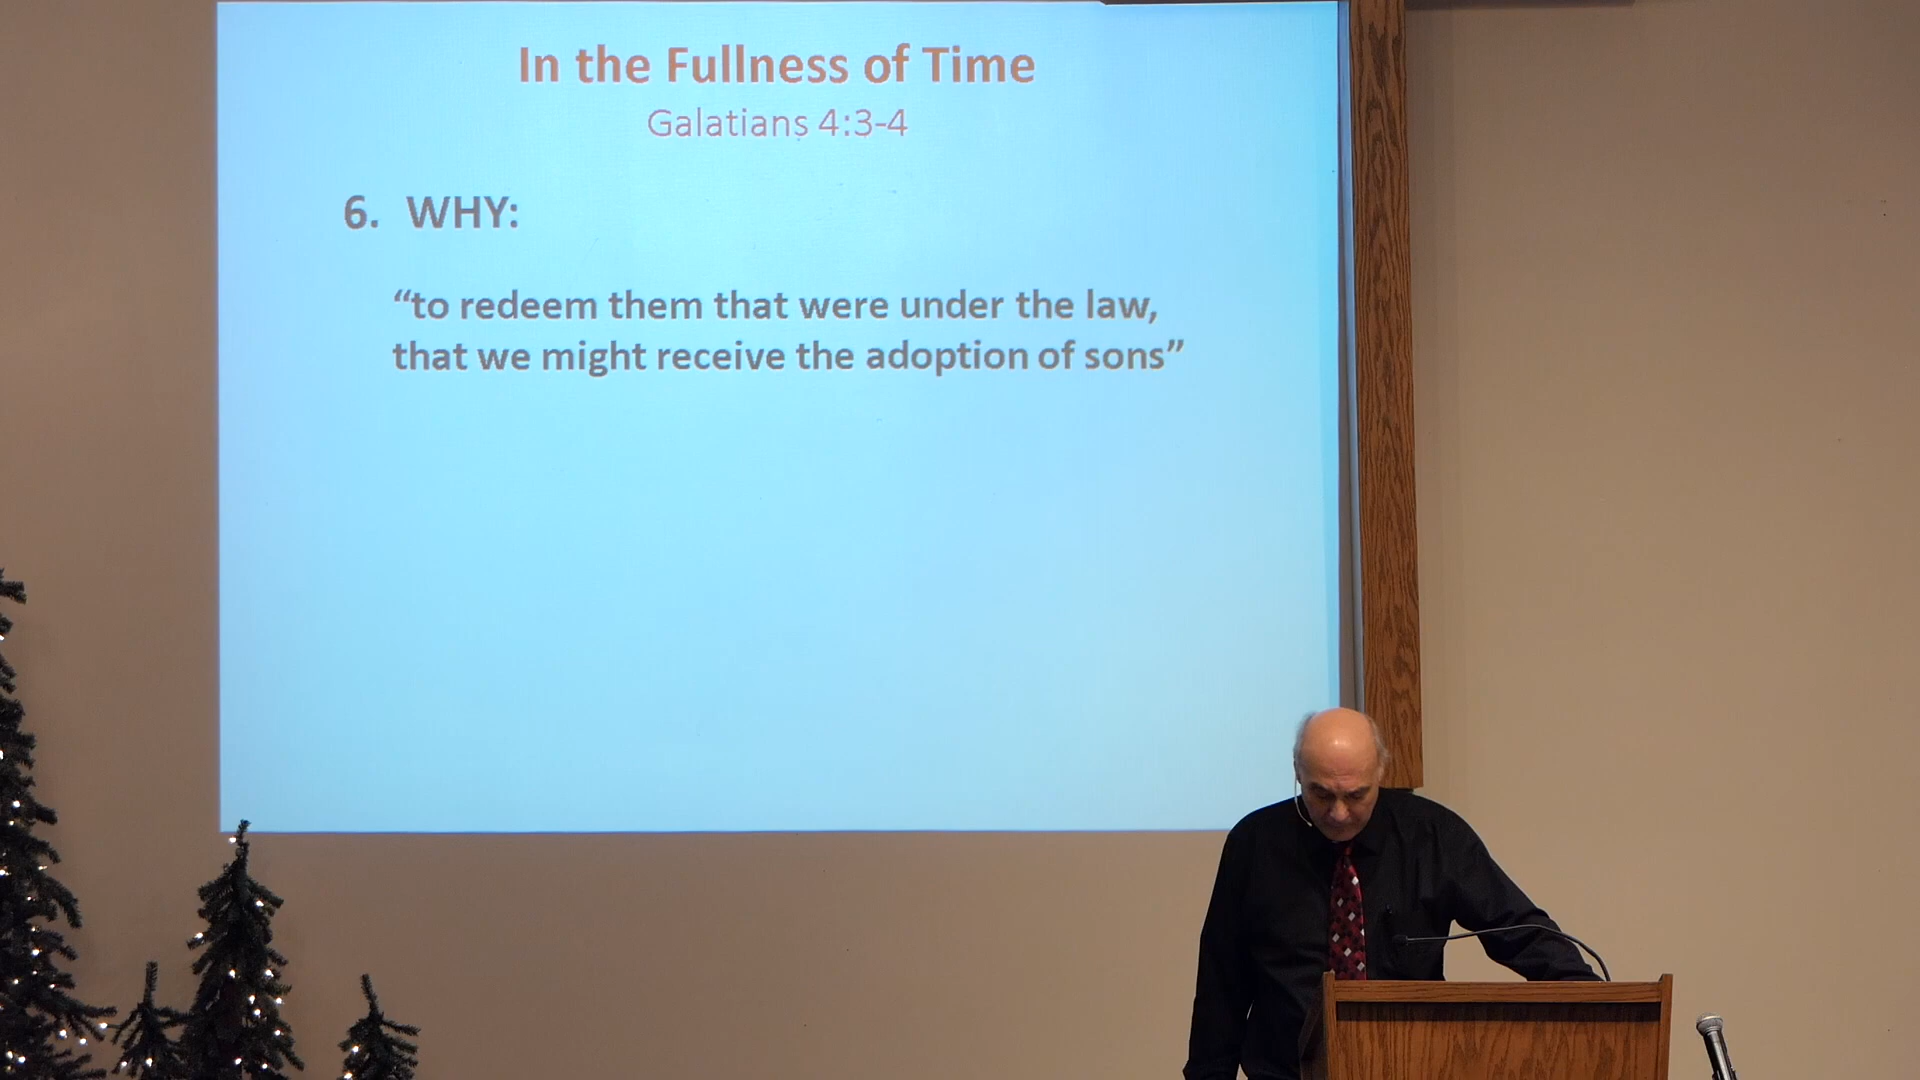 In the Fullness of Time
Galatians 4:3-4
6. WHY:
“to redeem them that were under the law,
that we might receive the adoption of sons”